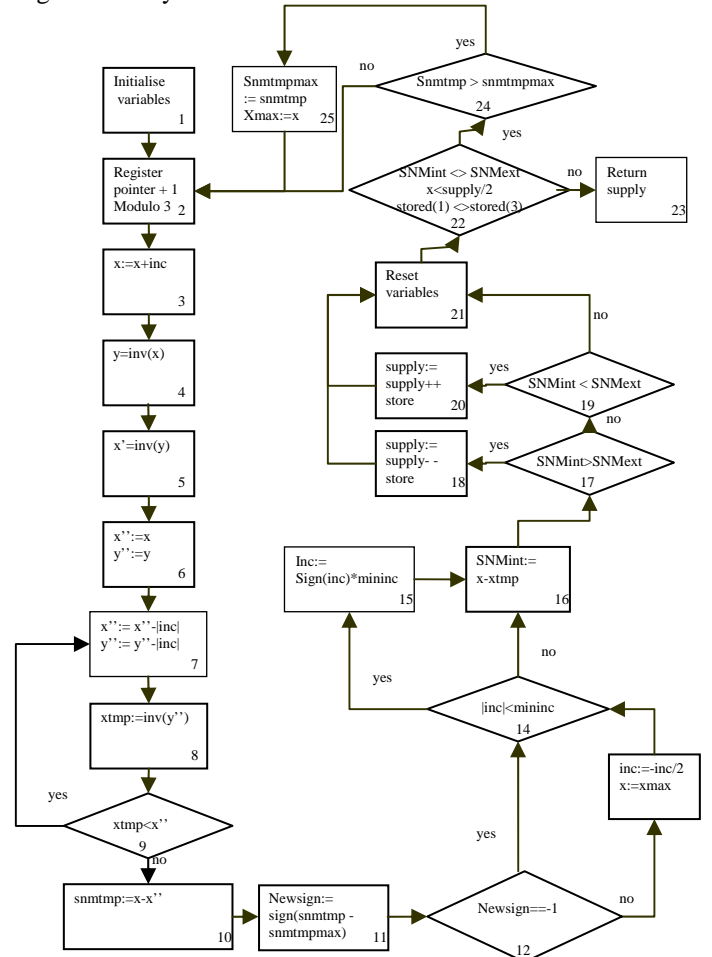 yes
no
Snmtmpmax
:= snmtmp
Xmax:=x
25
Snmtmp > snmtmpmax
24
yes
Initialise
variables
1
Register
pointer + 1
Modulo 3
2
SNMint <> SNMext
x<supply/2
stored(1) <>stored(3)
22
no
Return
supply
23
x:=x+inc
3
Reset
variables
21
no
y=inv(x)
4
supply:=
supply++
store
20
yes
SNMint < SNMext
19
no
x’=inv(y)
5
supply:=
supply- -
store
18
yes
SNMint>SNMext
17
x’’:=x
y’’:=y
6
Inc:=
Sign(inc)*mininc
15
SNMint:=
x-xtmp
16
x’’:= x’’-|inc|
y’’:= y’’-|inc|
7
yes
no
|inc|<mininc
14
xtmp:=inv(y’’)
8
inc:=-inc/2
x:=xmax
13
yes
xtmp<x’’
9
no
yes
snmtmp:=x-x’’
10
Newsign:=
sign(snmtmp -
snmtmpmax)
11
Newsign==-1
12
no